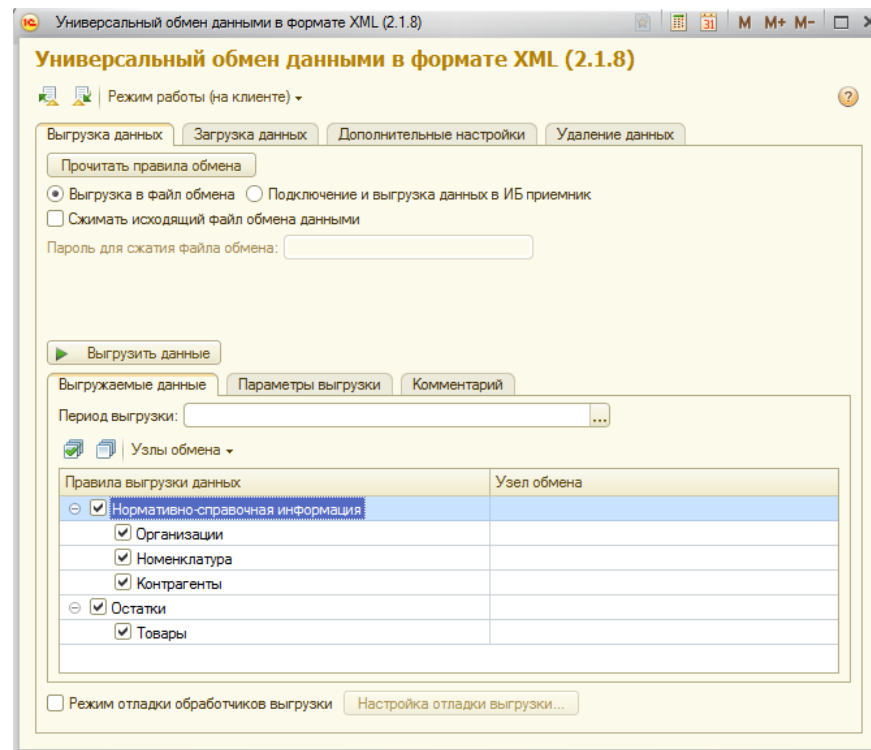 1С Универсальный обмен данными в формате XML (2.1.8) 31 M M+ M-
Универсальный обмен данными в формате XML (2.1.8)
Режим работы (на клиенте) ?
Выгрузка данных Загрузка данных Дополнительные настройки Удаление данных
Прочитать правила обмена
Выгрузка в файл обмена Подключение и выгрузка данных в ИБ приемник
Сжимать исходящий файл обмена данными
Пароль для сжатия файла обмена:
Выгрузить данные
Выгружаемые данные Параметры выгрузки Комментарий
Период выгрузки: ...
Узлы обмена
Правила выгрузки данных Узел обмена
Нормативно-справочная информация
Организации
Номенклатура
Контрагенты
Остатки
Товары
Режим отладки обработчиков выгрузки Настройка отладки выгрузки...